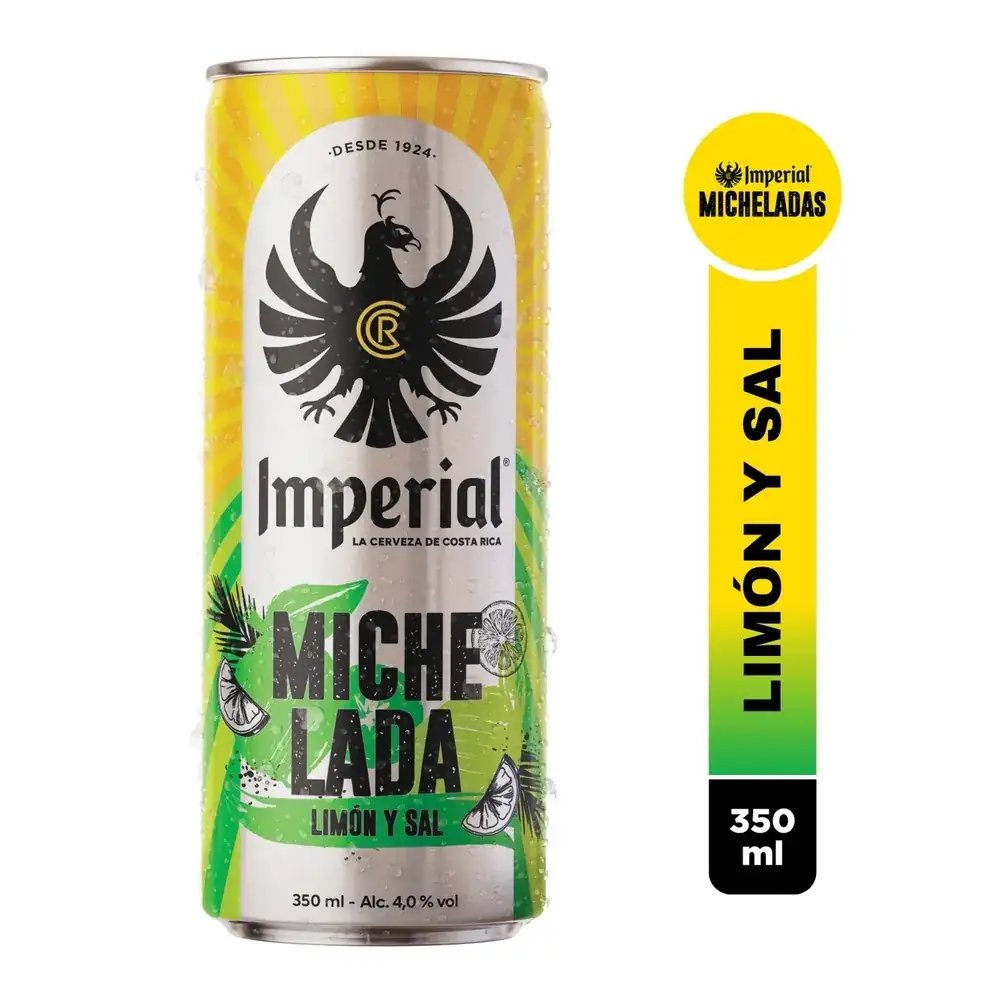 ·DESDE 1924·
CR
Imperial®
LA CERVEZA DE COSTA RICA
MICHE
LADA
LIMÓN Y SAL
350 ml - Alc. 4,0 % vol
Imperial®
MICHELADAS
LIMÓN Y SAL
350
ml